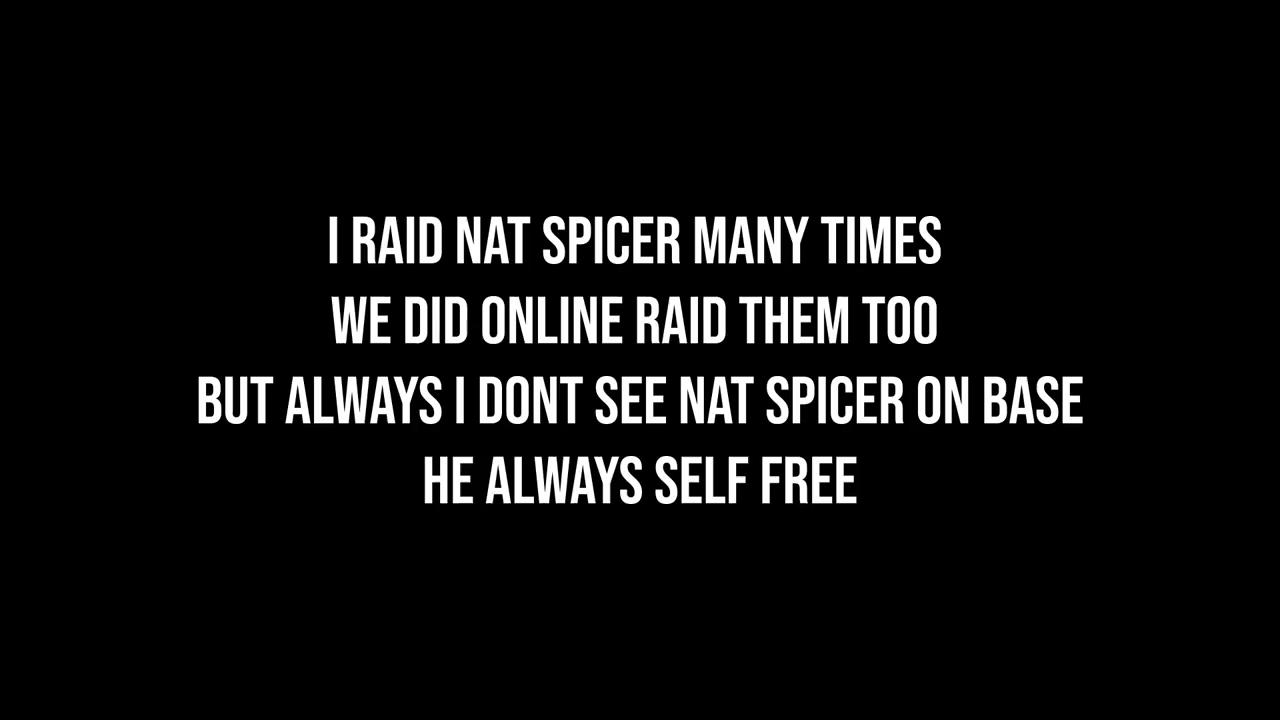 I RAID NAT SPICER MANY TIMES
WE DID ONLINE RAID THEM TOO
BUT ALWAYS I DONT SEE NAT SPICER ON BASE
HE ALWAYS SELF FREE